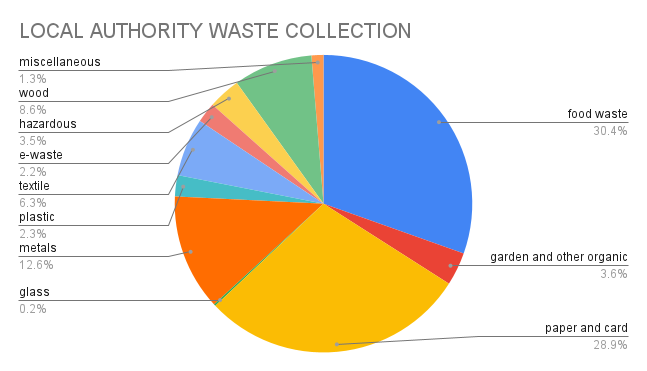 LOCAL AUTHORITY WASTE COLLECTION
miscellaneous
1.3%
wood
8.6%
hazardous
3.5%
e-waste
2.2%
textile
6.3%
plastic
2.3%
metals
12.6%
glass
0.2%
food waste
30.4%
garden and other organic
3.6%
paper and card
28.9%